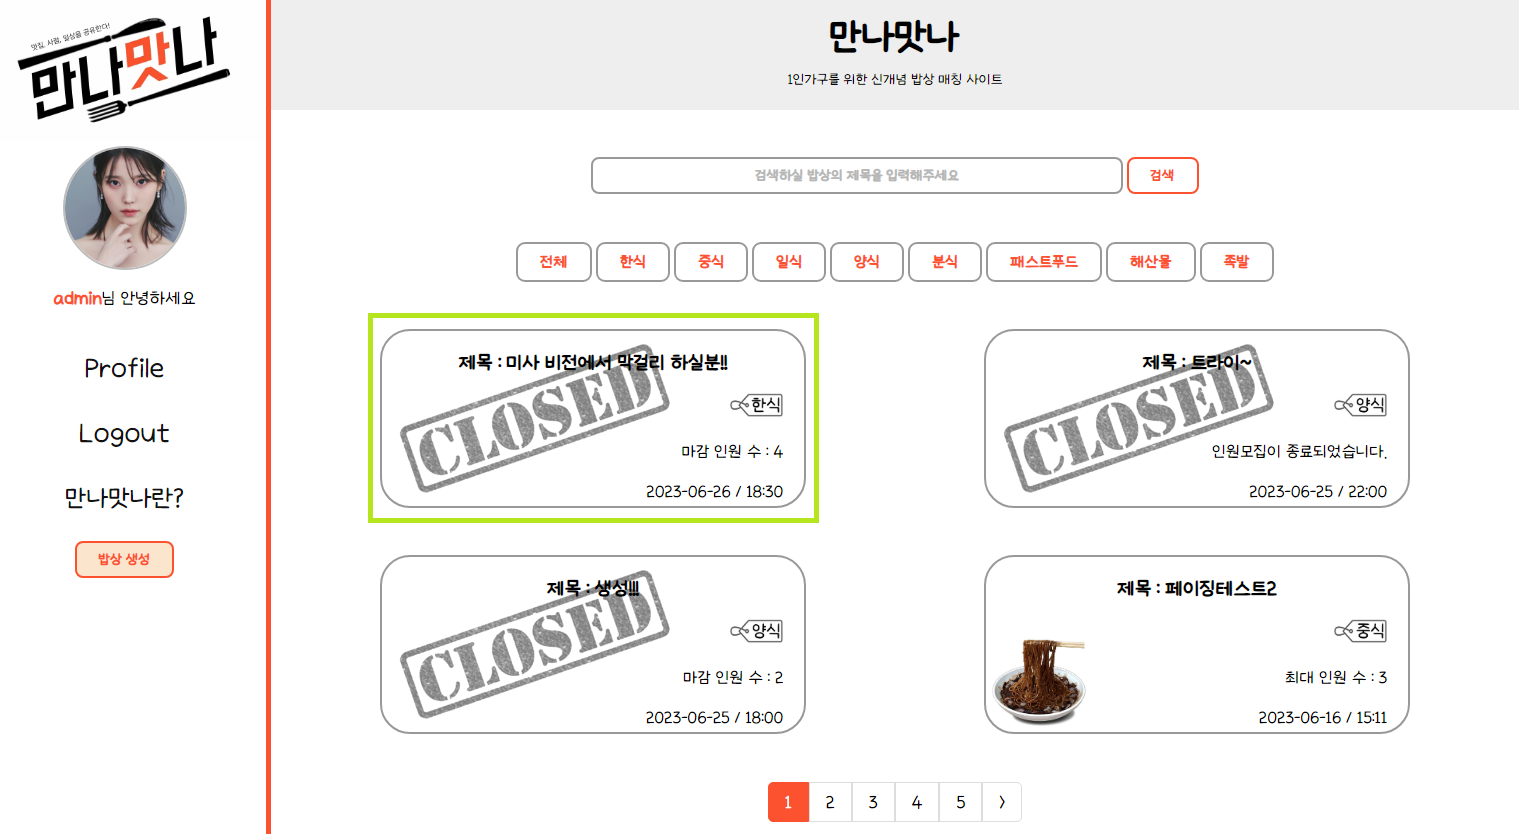 맛집, 사람, 일상을 공유한다!
만나맛나
admin님 안녕하세요
Profile
Logout
만나맛나란?
밥상 생성
만나맛나
1인가구를 위한 신개념 밥상 매칭 사이트
검색하실 밥상의 제목을 입력해주세요
검색
전체 한식 중식 일식 양식 분식 패스트푸드 해산물 족발
제목 : 미사 비전에서 막걸리 하실분!!
CLOSED
한식
마감 인원 수 : 4
2023-06-26 / 18:30
제목 : 트라이~
CLOSED
양식
인원모집이 종료되었습니다.
2023-06-25 / 22:00
제목 : 생성!!!
CLOSED
양식
마감 인원 수 : 2
2023-06-25 / 18:00
제목 : 페이징테스트2
중식
최대 인원 수 : 3
2023-06-16 / 15:11
1 2 3 4 5 >